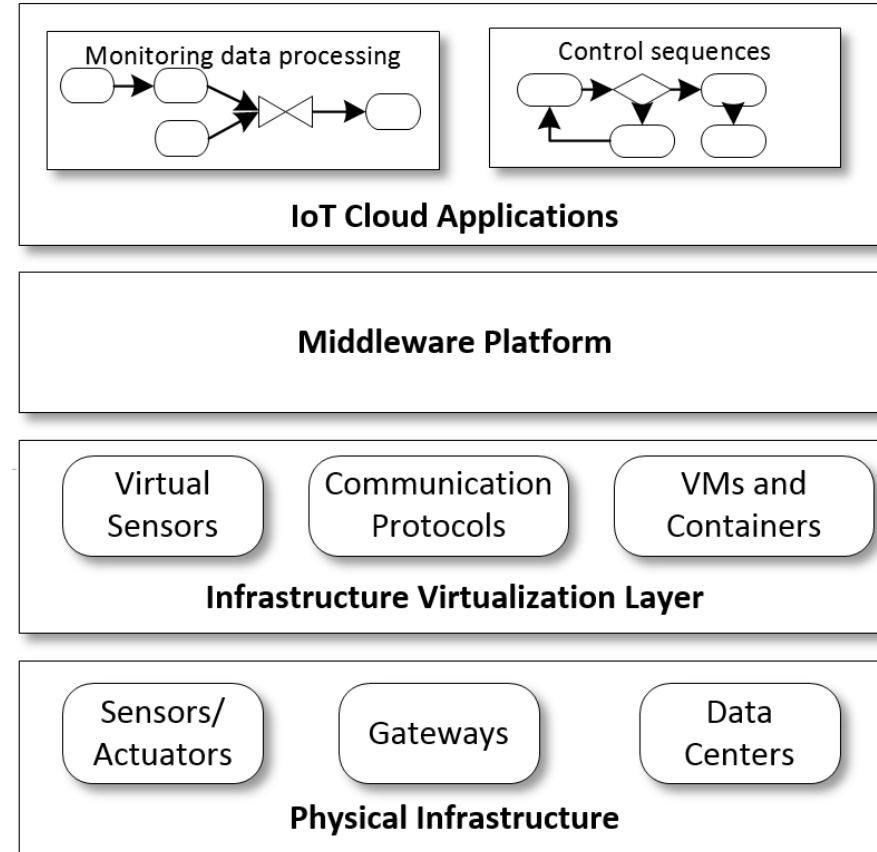 Monitoring data processing
Control sequences
IoT Cloud Applications
Middleware Platform
Virtual
Sensors
Communication
Protocols
VMs and
Containers
Infrastructure Virtualization Layer
Sensors/
Actuators
Gateways
Data
Centers
Physical Infrastructure